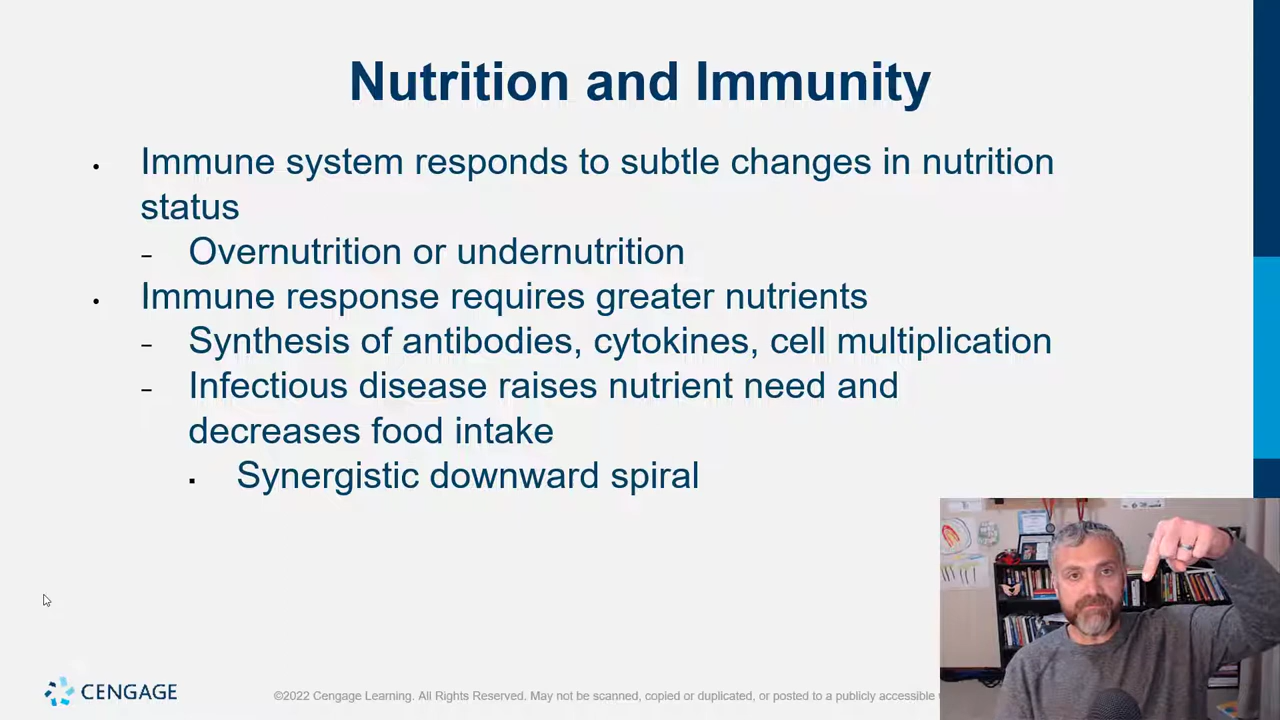 Nutrition and Immunity
• Immune system responds to subtle changes in nutrition
status
– Overnutrition or undernutrition
• Immune response requires greater nutrients
– Synthesis of antibodies, cytokines, cell multiplication
– Infectious disease raises nutrient need and
decreases food intake
▪ Synergistic downward spiral
CENGAGE
©2022 Cengage Learning. All Rights Reserved. May not be scanned, copied or duplicated, or posted to a publicly accessible